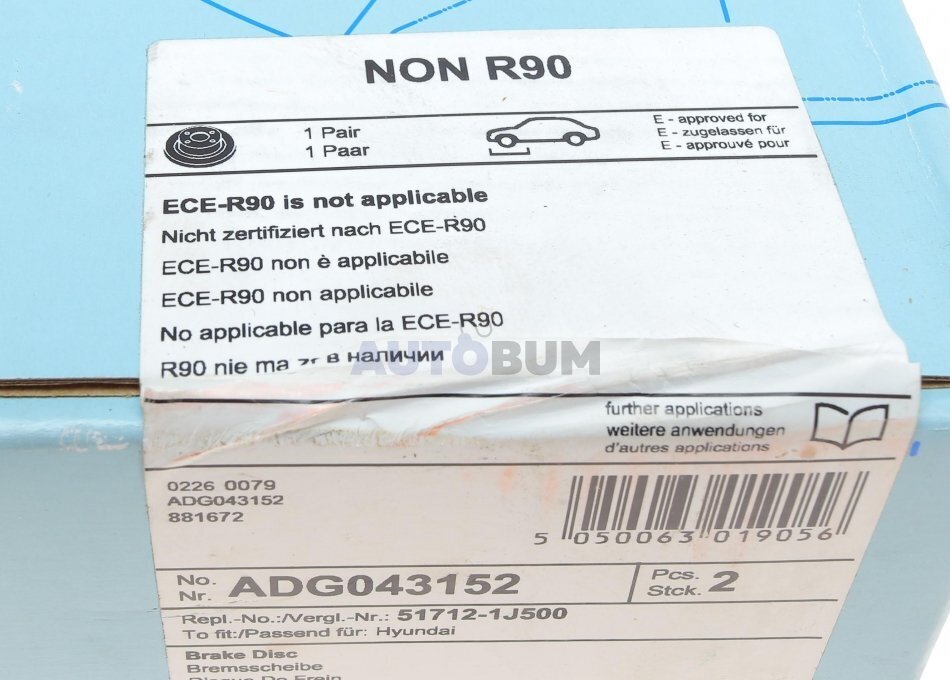 NON R90
1 Pair
1 Paar
E - approved for
E - zugelassen für
E - approuvé pour
ECE-R90 is not applicable
Nicht zertifiziert nach ECE-R90
ECE-R90 non è applicabile
ECE-R90 non applicabile
No applicable para la ECE-R90
R90 nie ma в наличии
AUTOBUM
further applications
weitere anwendungen
d'autres applications
0226 0079
ADG043152
881672
5 050063 019056
No.
Nr. ADG043152
Pcs.
Stck. 2
Repl.-No.:/Vergl.-Nr.: 51712-1J500
To fit:/Passend für: Hyundai
Brake Disc
Bremsscheibe
Disque De Frein